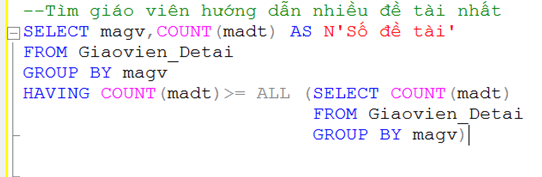 --Tìm giáo viên hướng dẫn nhiều đề tài nhất
SELECT magv,COUNT(madt) AS N'Số đề tài'
FROM Giaovien_Detai
GROUP BY magv
HAVING COUNT(madt)>= ALL (SELECT COUNT(madt)
FROM Giaovien_Detai
GROUP BY magv)